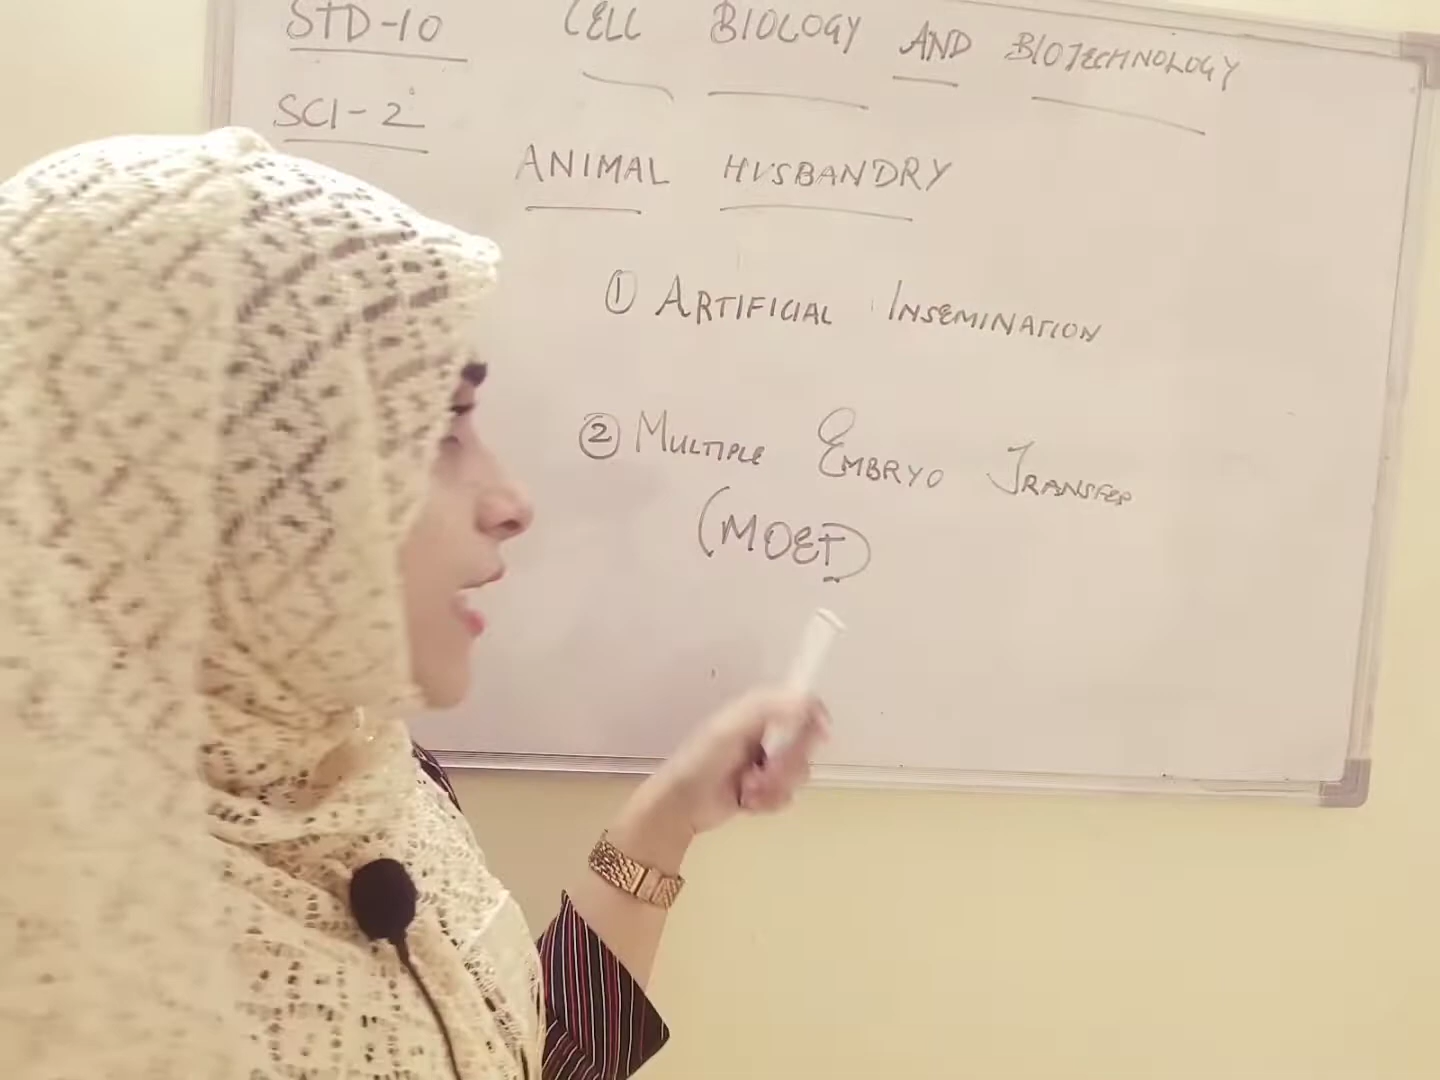 STD-10 CELL BIOLOGY AND BIOTECHNOLOGY
SCI-2
ANIMAL HUSBANDRY
① ARTIFICIAL INSEMINATION
② MULTIPLE EMBRYO TRANSFER
(MOET)